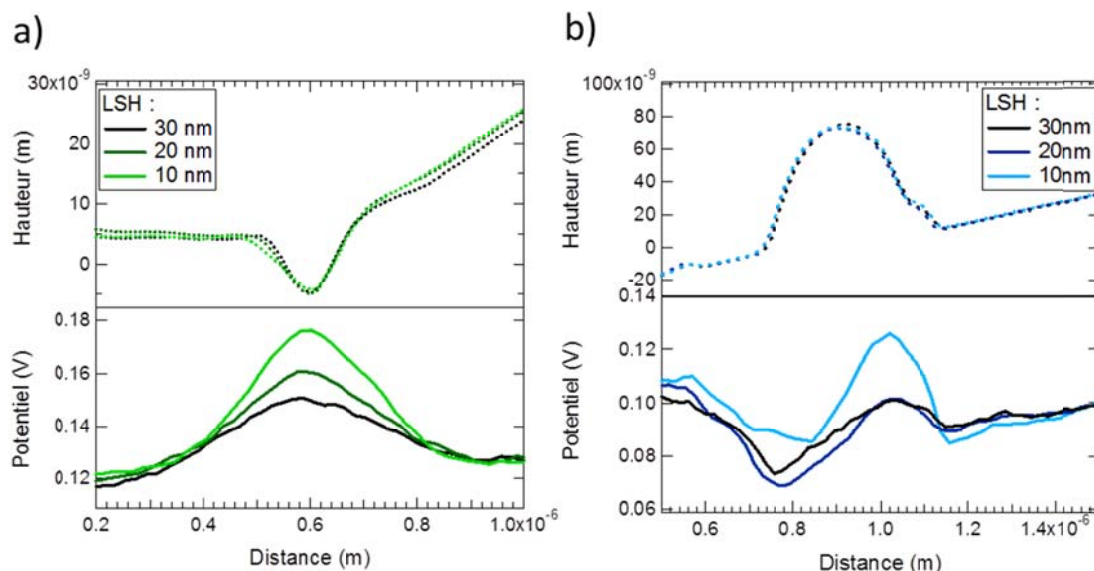 a)
30x10⁻⁹
20
10
0
Hauteur (m)
LSH :
30 nm
20 nm
10 nm
0.18
0.16
0.14
0.12
Potentiel (V)
0.2
0.4
0.6
0.8
1.0x10⁻⁶
Distance (m)
b)
100x10⁻⁹
80
60
40
20
0
-20
Hauteur (m)
LSH :
30nm
20nm
10nm
0.14
0.12
0.10
0.08
0.06
Potentiel (V)
0.6
0.8
1.0
1.2
1.4x10⁻⁶
Distance (m)